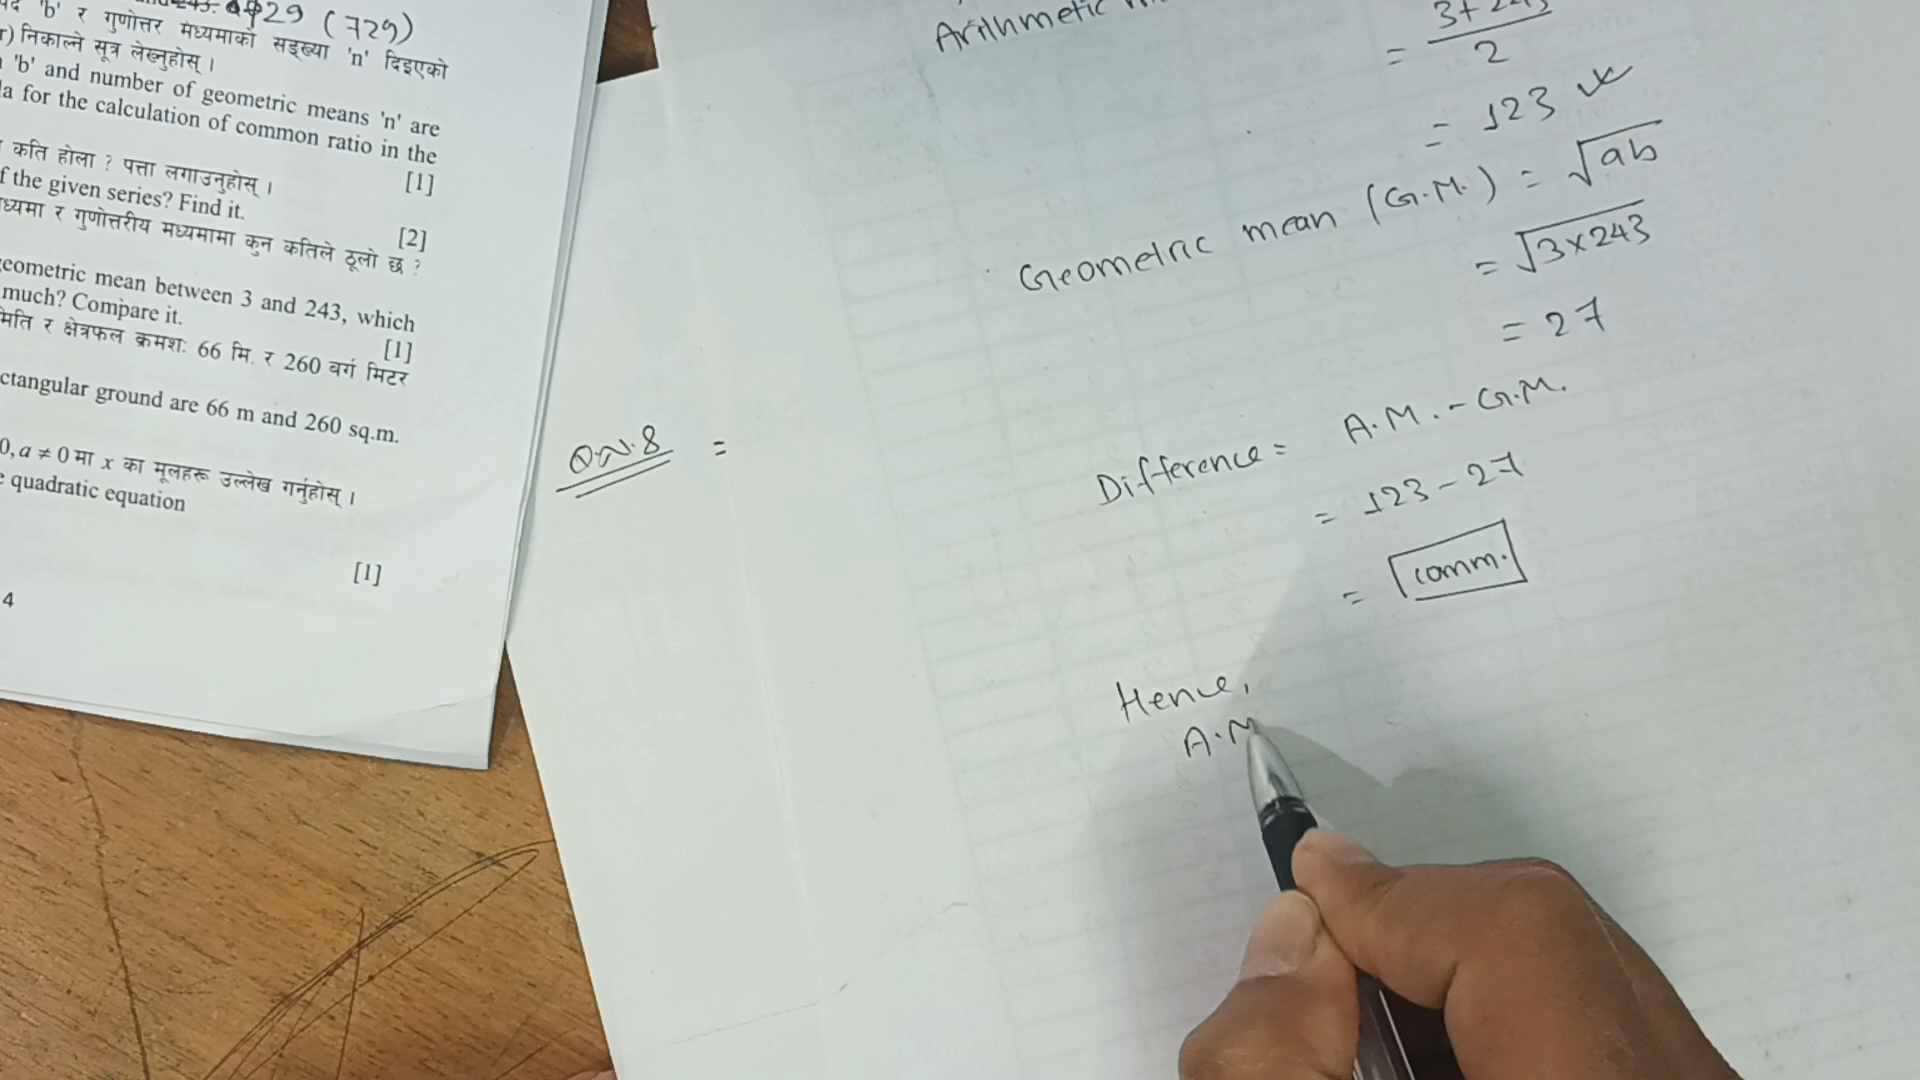 'b' र गुणोत्तर मध्यमाको सङ्ख्या 'n' दिइएको
29 (729)
निकाल्ने सूत्र लेख्नुहोस् ।
'b' and number of geometric means 'n' are
for the calculation of common ratio in the
[1]
कति होला ? पत्ता लगाउनुहोस् ।
f the given series? Find it.
[2]
र गुणोत्तरीय मध्यमामा कुन कतिले ठूलो छ ?
eometric mean between 3 and 243, which
much? Compare it.
[1]
र क्षेत्रफल क्रमशः 66 मि. र 260 वर्ग मिटर
ctangular ground are 66 m and 260 sq.m.
0, a ≠ 0 मा x का मूलहरू उल्लेख गर्नुहोस् ।
quadratic equation
[1]
4
Q.N.8 =
Arithmetic
= 3+243
2
= 123
Geometric mean (G.M.) = √ab
= √3×243
= 27
Difference = A.M. - G.M.
= 123 - 27
= comm.
Hence,
A.M